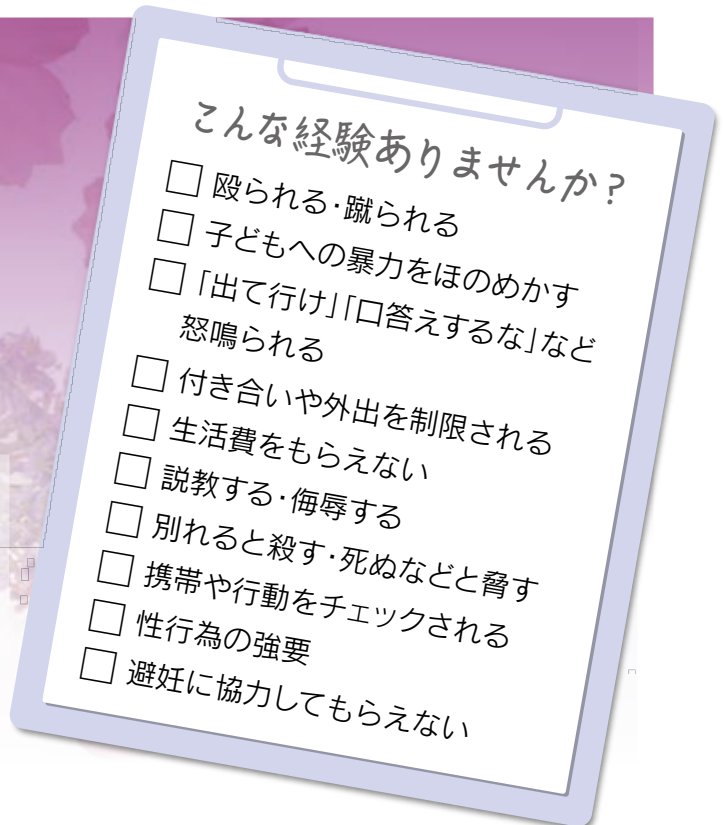 こんな経験ありませんか?
□ 殴られる・蹴られる
□ 子どもへの暴力をほのめかす
□ 「出て行け」「口答えするな」など
怒鳴られる
□ 付き合いや外出を制限される
□ 生活費をもらえない
□ 説教する・侮辱する
□ 別れると殺す・死ぬなどと脅す
□ 携帯や行動をチェックされる
□ 性行為の強要
□ 避妊に協力してもらえない